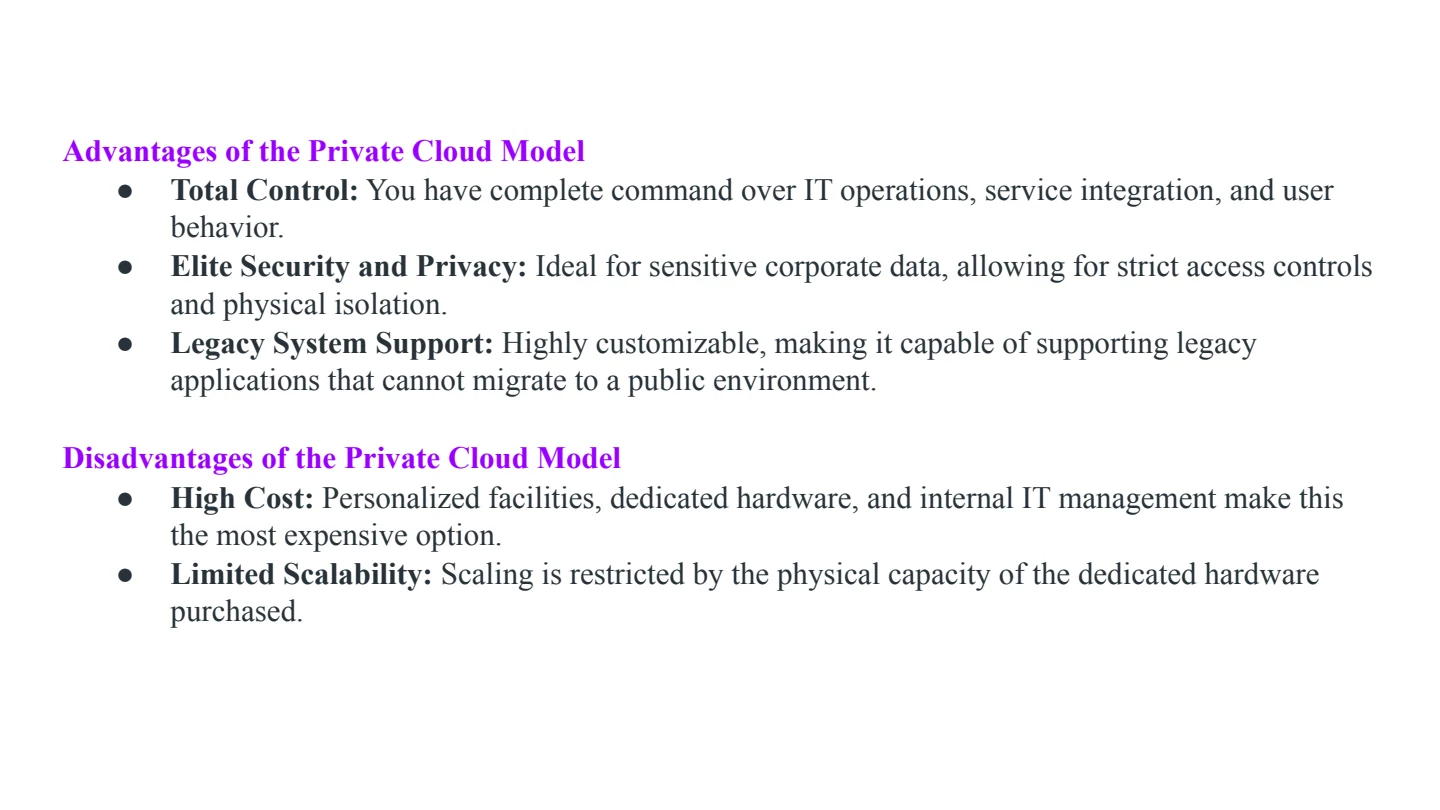 Advantages of the Private Cloud Model
● Total Control: You have complete command over IT operations, service integration, and user
behavior.
● Elite Security and Privacy: Ideal for sensitive corporate data, allowing for strict access controls
and physical isolation.
● Legacy System Support: Highly customizable, making it capable of supporting legacy
applications that cannot migrate to a public environment.
Disadvantages of the Private Cloud Model
● High Cost: Personalized facilities, dedicated hardware, and internal IT management make this
the most expensive option.
● Limited Scalability: Scaling is restricted by the physical capacity of the dedicated hardware
purchased.